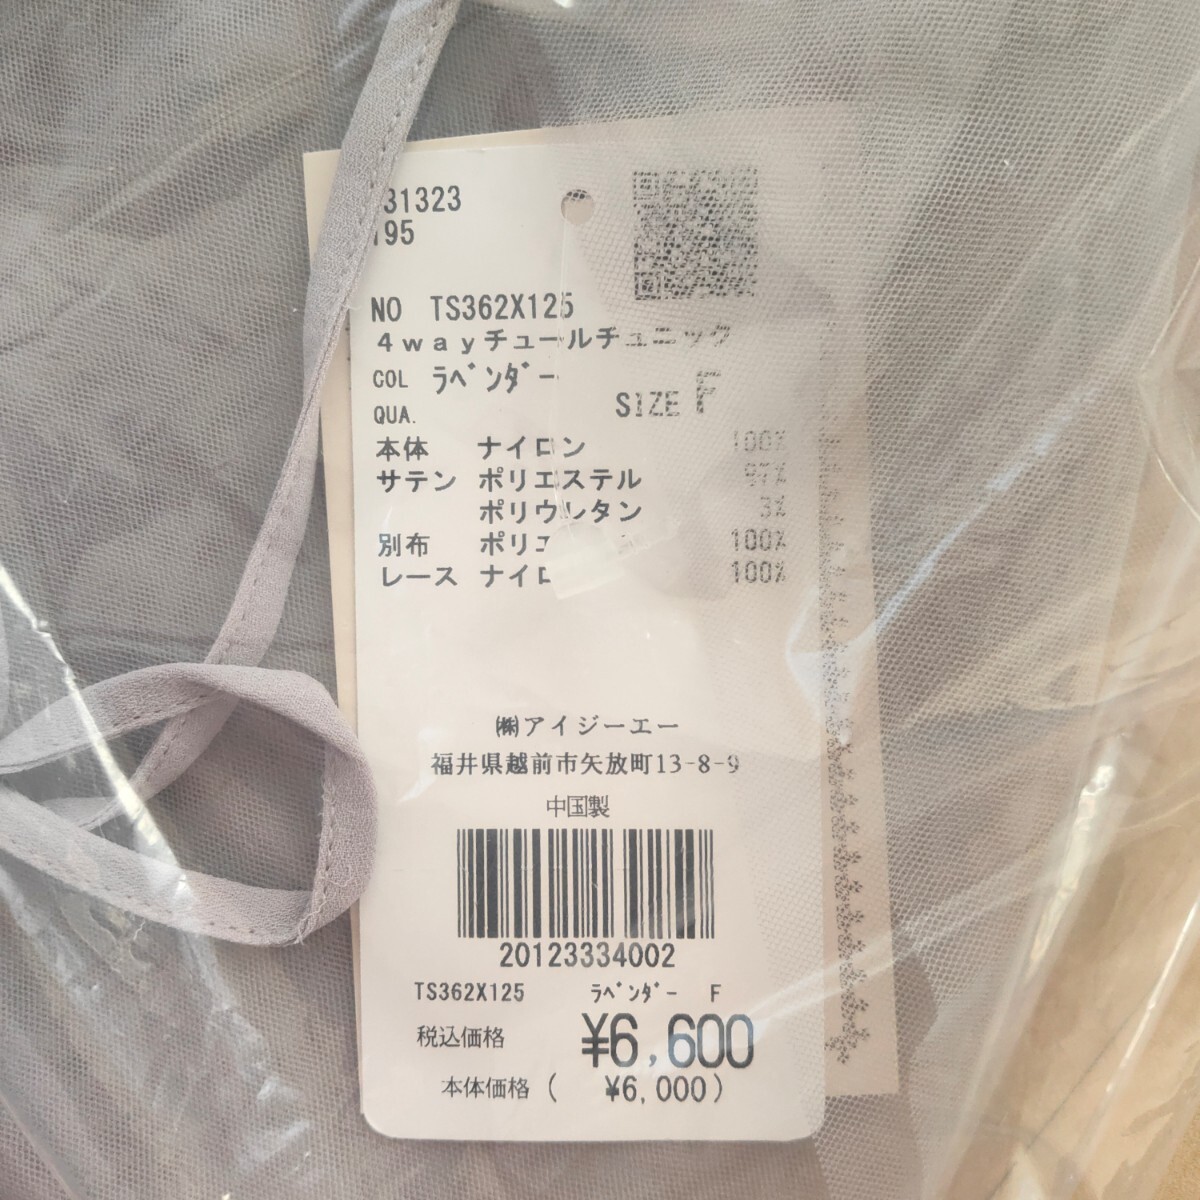 31323
195
NO TS362X125
4wayチュールチュニック
COL ラベンダー
SIZE F
QUA.
本体 ナイロン 100%
サテン ポリエステル 97%
ポリウレタン 3%
別布 100%
レース 100%
㈱アイジーエー
福井県越前市矢放町13-8-9
中国製
20123334002
TS362X125 ラベンダー F
税込価格 ¥6,600
本体価格( ¥6,000)